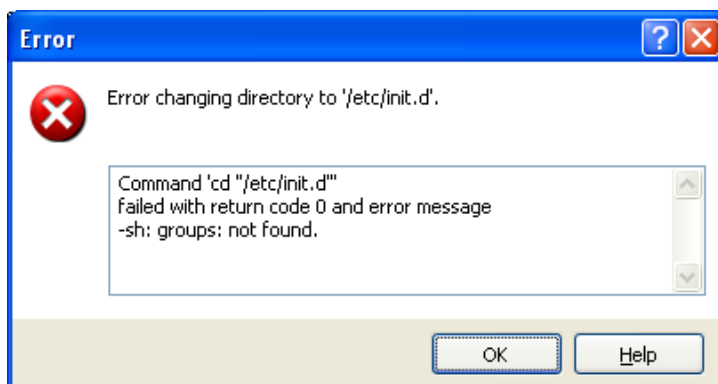 Error
Error changing directory to '/etc/init.d'.
Command 'cd "/etc/init.d"'
failed with return code 0 and error message
-sh: groups: not found.
OK
Help